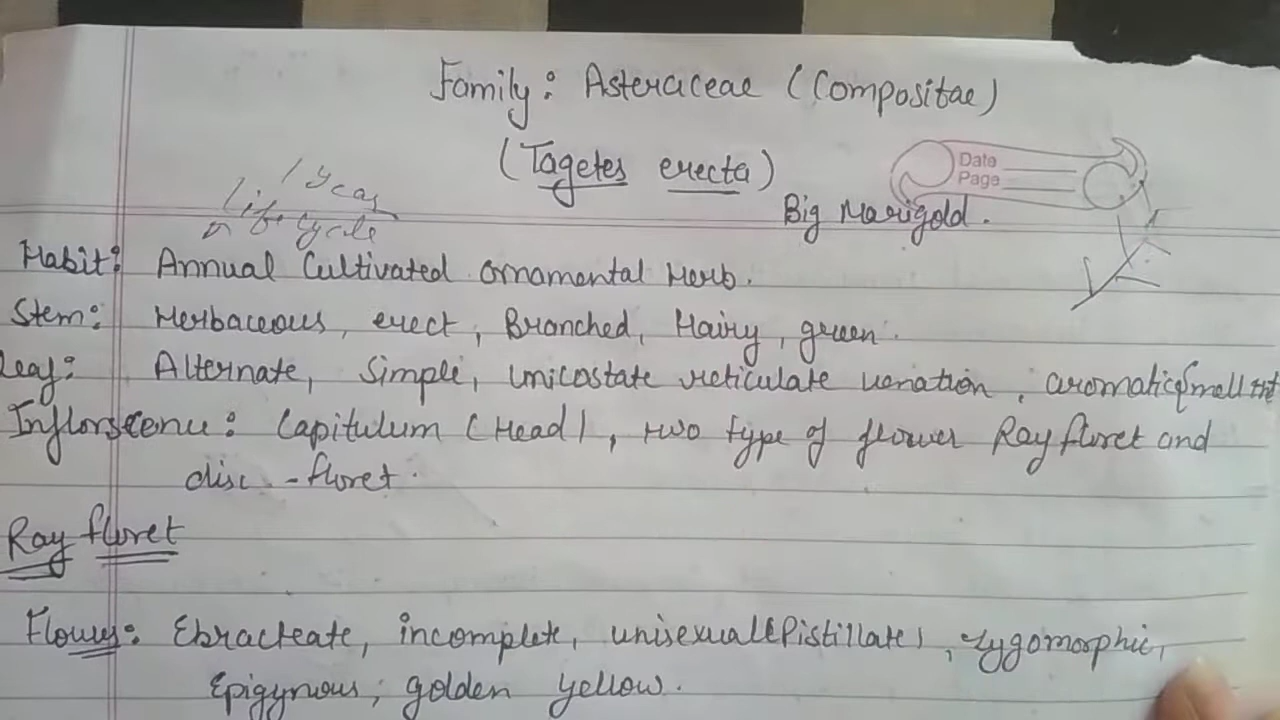 Family: Asteraceae (Compositae)
(Tagetes erecta)
Date
Page
Big Marigold.
1 year
life cycle
Habit: Annual Cultivated ornamental Herb.
Stem: Herbaceous, erect, Branched, Hairy, green.
Leaf: Alternate, Simple, unicostate reticulate venation, aromatic smell
Inflorscence: Capitulum (Head), two type of flower Ray floret and
disc - floret.
Ray floret
Flower: Ebracteate, incomplete, unisexual (Pistillate), zygomorphic,
Epigynous, golden yellow.